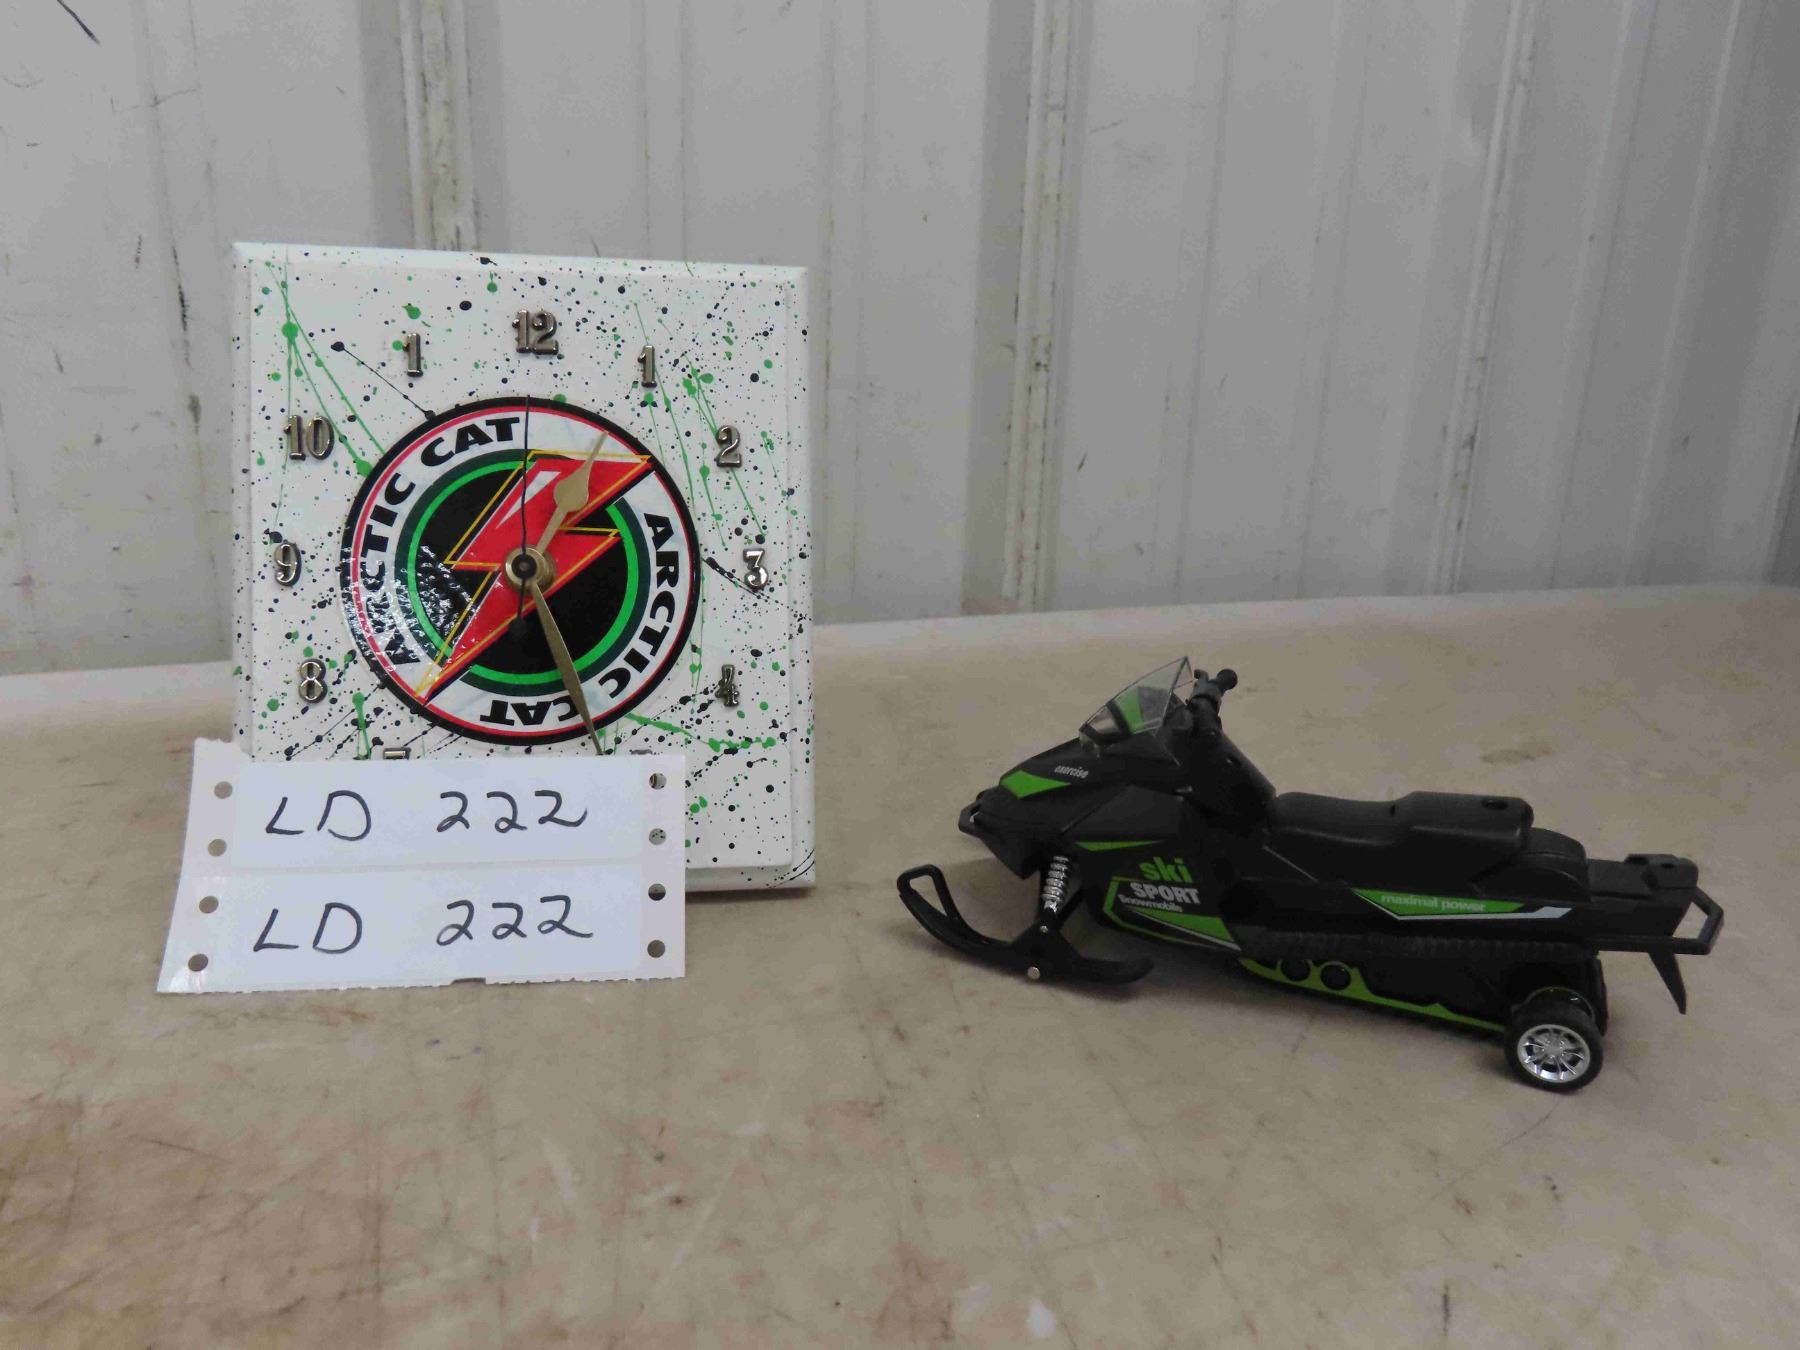 12
1
1
10
2
9
3
8
4
ARCTIC CAT
ARCTIC CAT
LD 222
LD 222
exercise
ski
SPORT
Snowmobile
maximal power